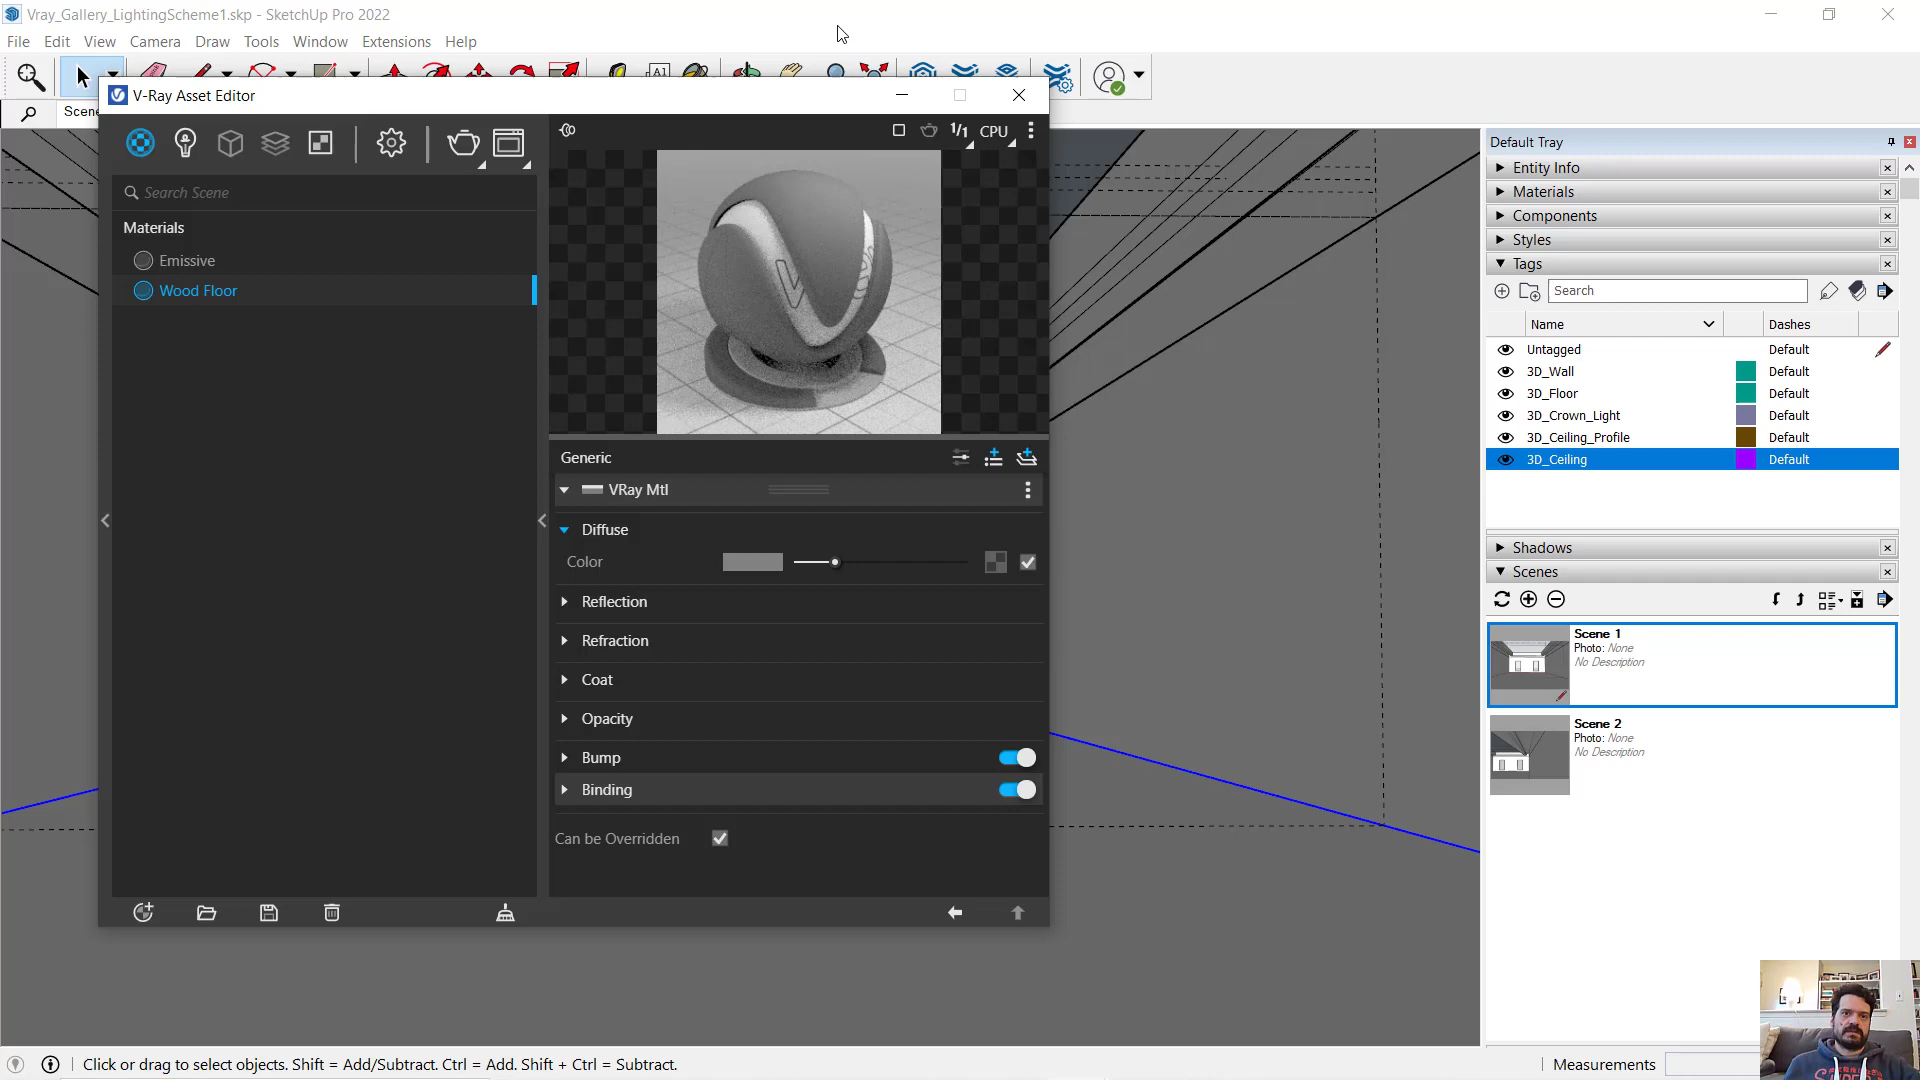 Vray_Gallery_LightingScheme1.skp - SketchUp Pro 2022
File Edit View Camera Draw Tools Window Extensions Help
Scene
V-Ray Asset Editor
1/1 CPU
Search Scene
Materials
Emissive
Wood Floor
Generic
VRay Mtl
Diffuse
Color
Reflection
Refraction
Coat
Opacity
Bump
Binding
Can be Overridden
Default Tray
Entity Info
Materials
Components
Styles
Tags
Search
Name Dashes
Untagged Default
3D_Wall Default
3D_Floor Default
3D_Crown_Light Default
3D_Ceiling_Profile Default
3D_Ceiling Default
Shadows
Scenes
Scene 1
Photo: None
No Description
Scene 2
Photo: None
No Description
Click or drag to select objects. Shift = Add/Subtract. Ctrl = Add. Shift + Ctrl = Subtract.
Measurements